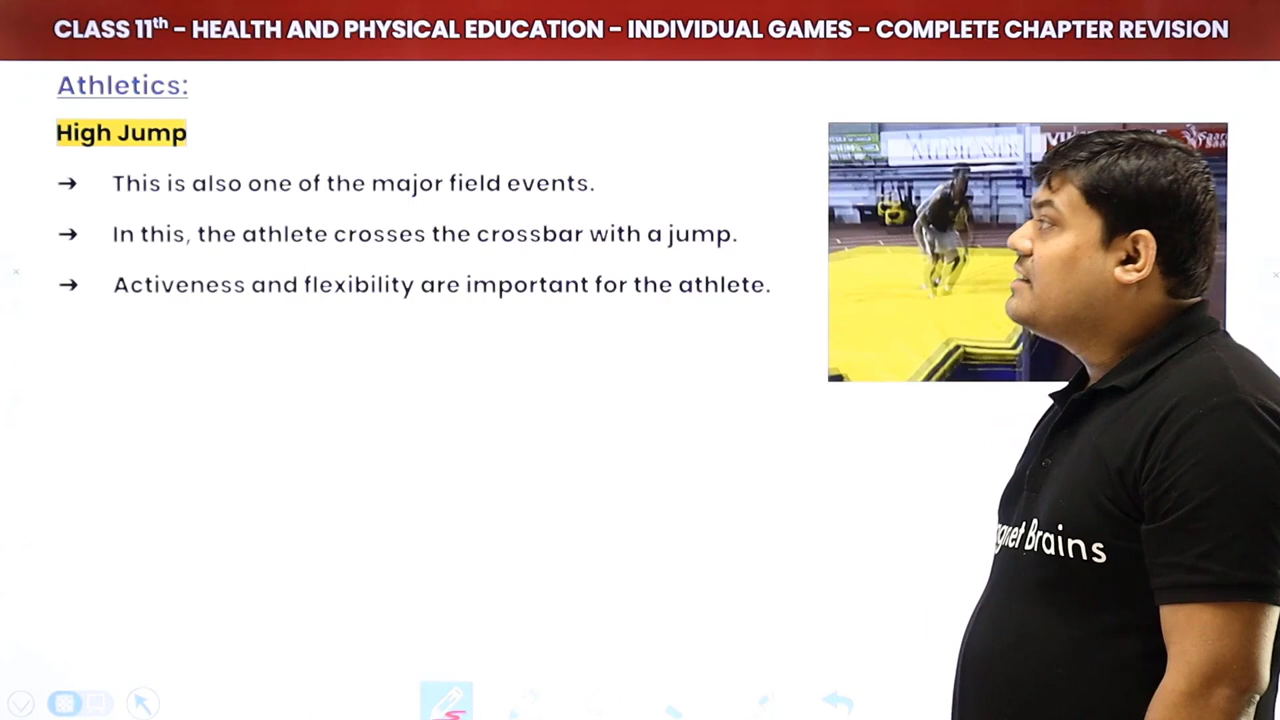 CLASS 11th – HEALTH AND PHYSICAL EDUCATION – INDIVIDUAL GAMES – COMPLETE CHAPTER REVISION
Athletics:
High Jump
→ This is also one of the major field events.
→ In this, the athlete crosses the crossbar with a jump.
→ Activeness and flexibility are important for the athlete.
MEDILASER
Brains